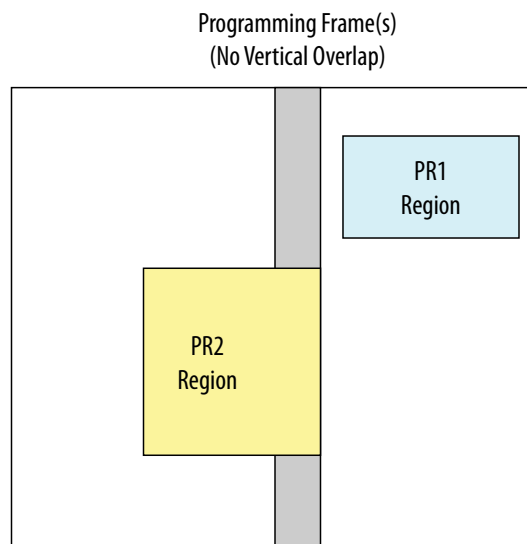 Programming Frame(s)
(No Vertical Overlap)
PR1
Region
PR2
Region